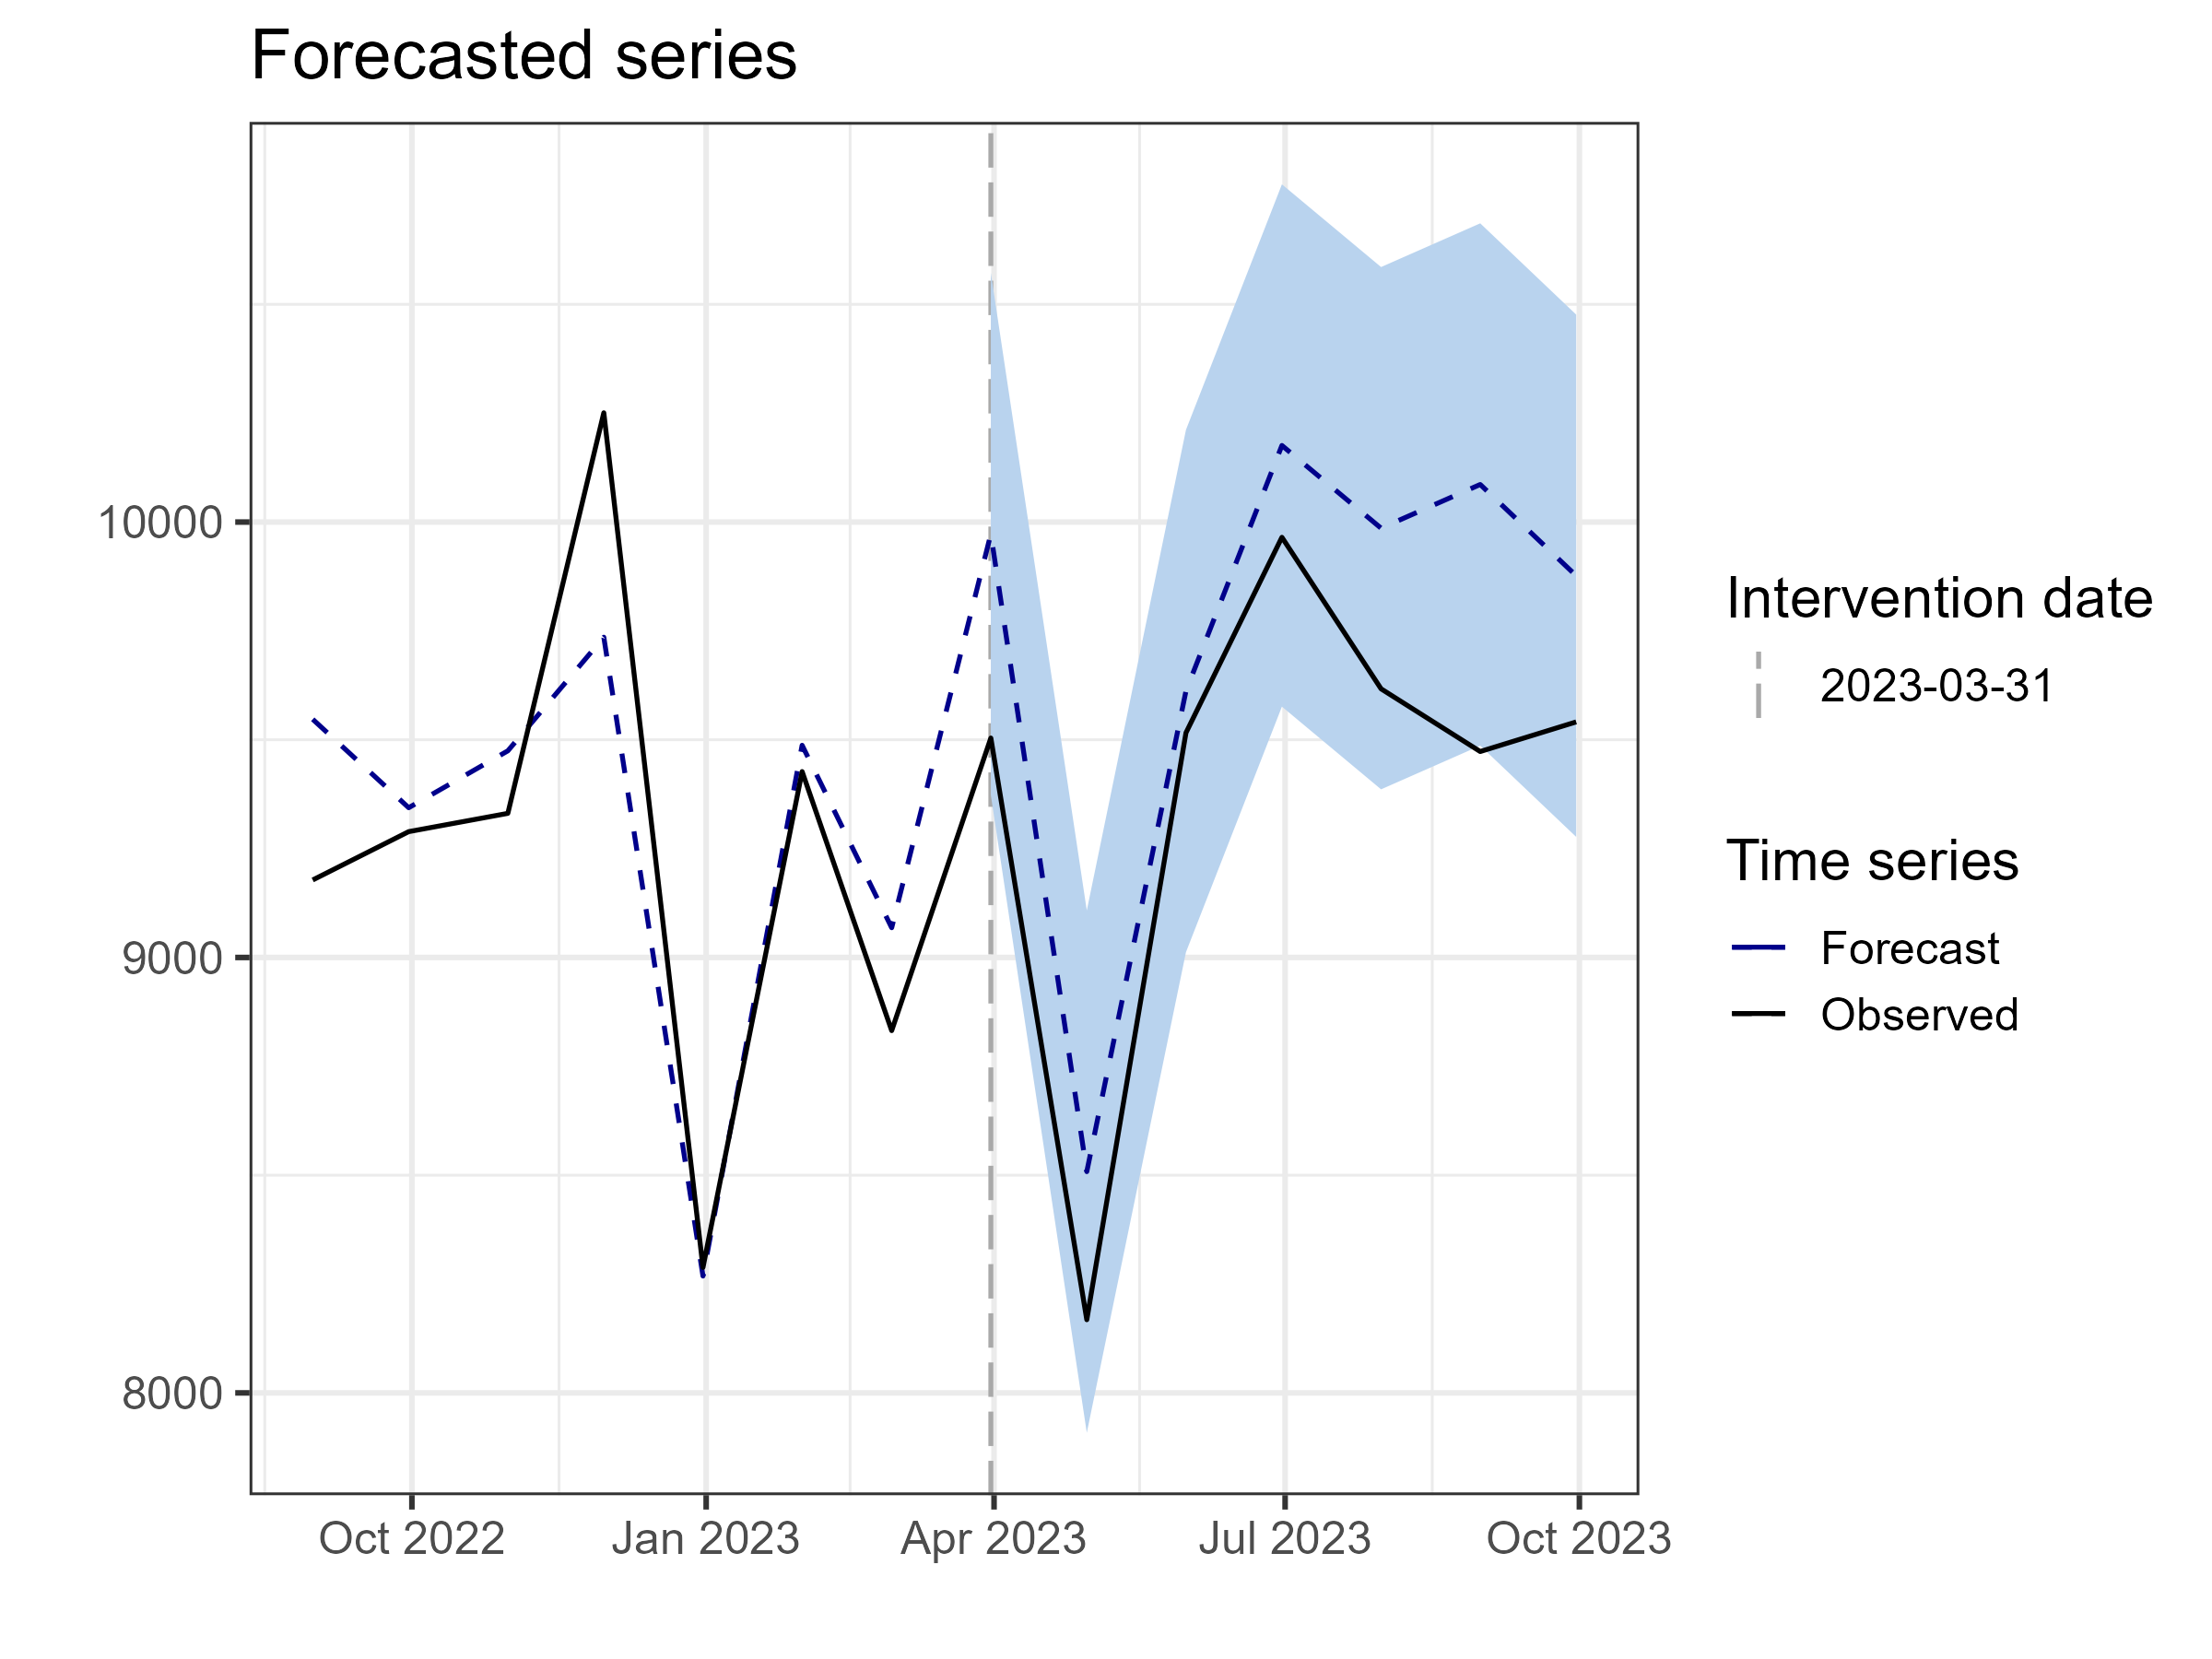 Forecasted series
10000
9000
8000
Oct 2022
Jan 2023
Apr 2023
Jul 2023
Oct 2023
Intervention date
2023-03-31
Time series
Forecast
Observed